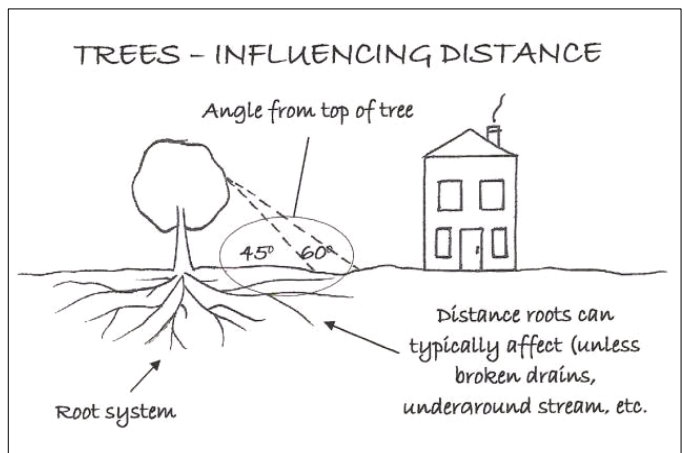 TREES – INFLUENCING DISTANCE
Angle from top of tree
45° 60°
Distance roots can
typically affect (unless
broken drains,
underground stream, etc.
Root system